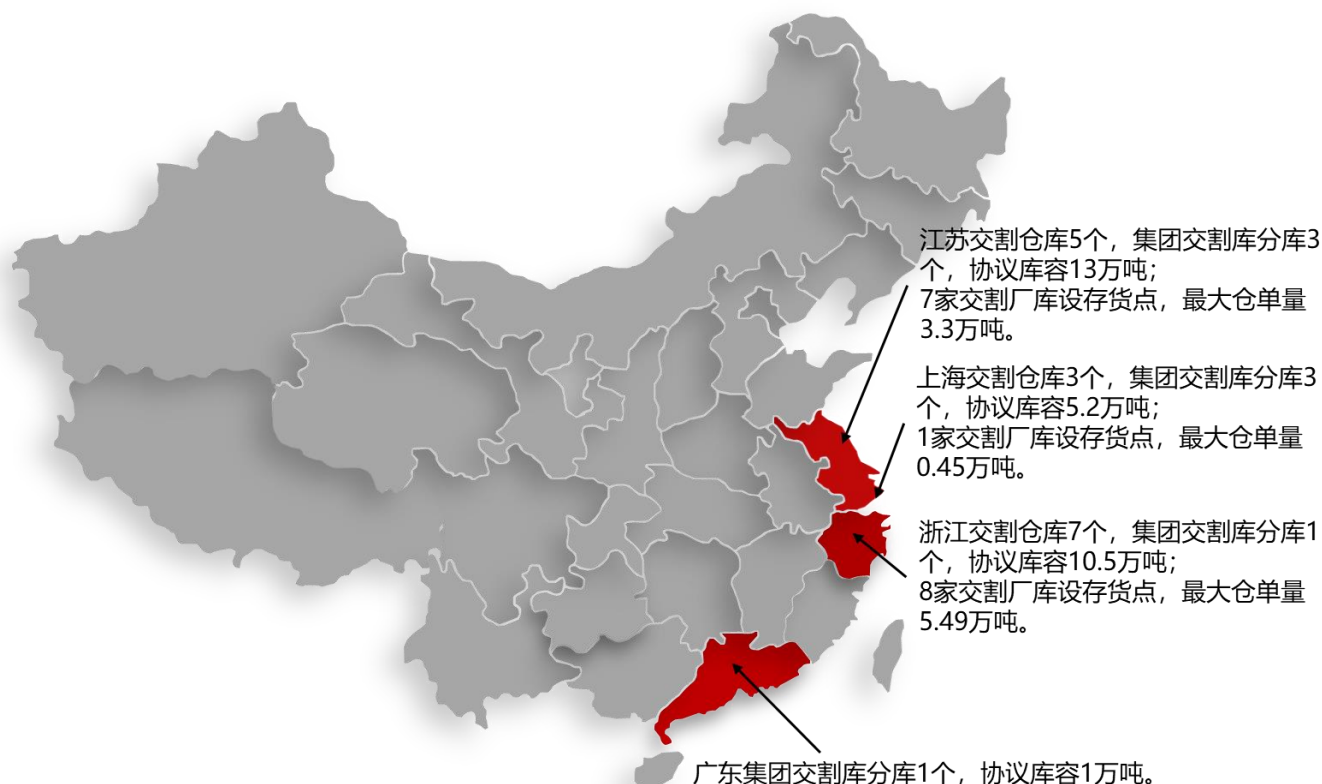 江苏交割仓库5个，集团交割库分库3
个，协议库容13万吨；
7家交割厂库设存货点，最大仓单量
3.3万吨。
上海交割仓库3个，集团交割库分库3
个，协议库容5.2万吨；
1家交割厂库设存货点，最大仓单量
0.45万吨。
浙江交割仓库7个，集团交割库分库1
个，协议库容10.5万吨；
8家交割厂库设存货点，最大仓单量
5.49万吨。
广东集团交割库分库1个，协议库容1万吨。